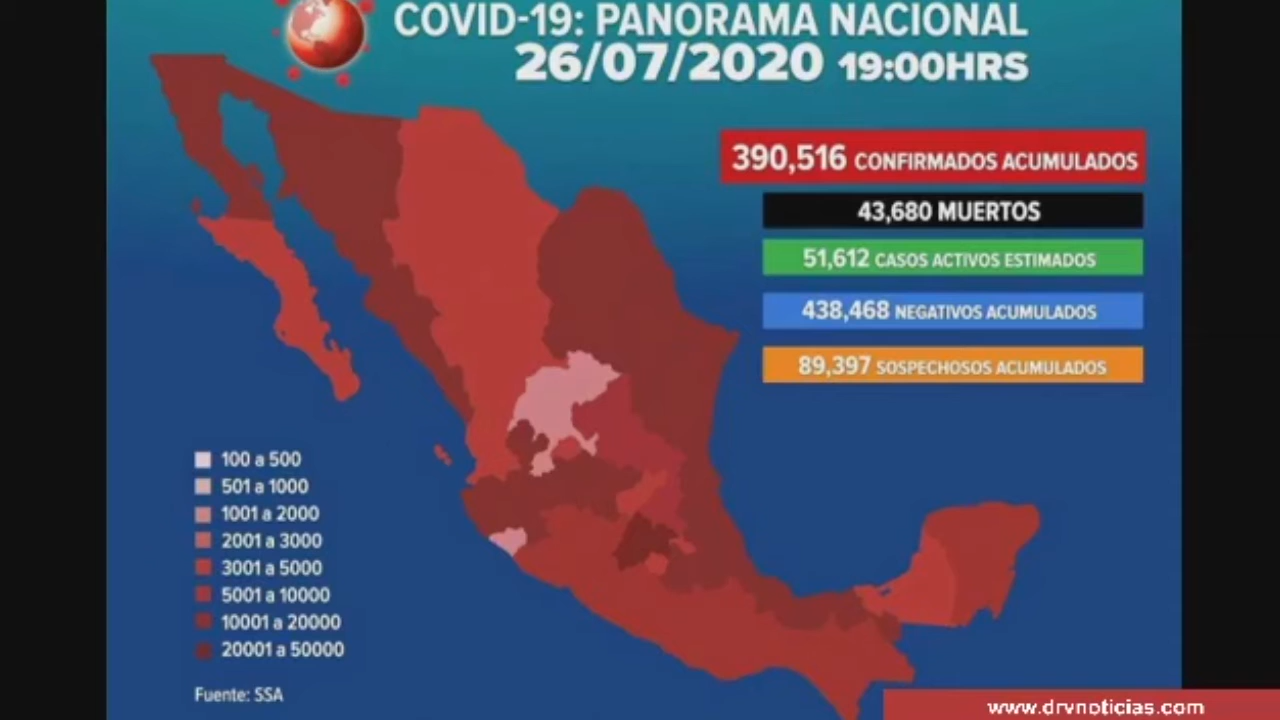 COVID-19: PANORAMA NACIONAL
26/07/2020 19:00HRS
390,516 CONFIRMADOS ACUMULADOS
43,680 MUERTOS
51,612 CASOS ACTIVOS ESTIMADOS
438,468 NEGATIVOS ACUMULADOS
89,397 SOSPECHOSOS ACUMULADOS
100 a 500
501 a 1000
1001 a 2000
2001 a 3000
3001 a 5000
5001 a 10000
10001 a 20000
20001 a 50000
Fuente: SSA
www.drvnoticias.com